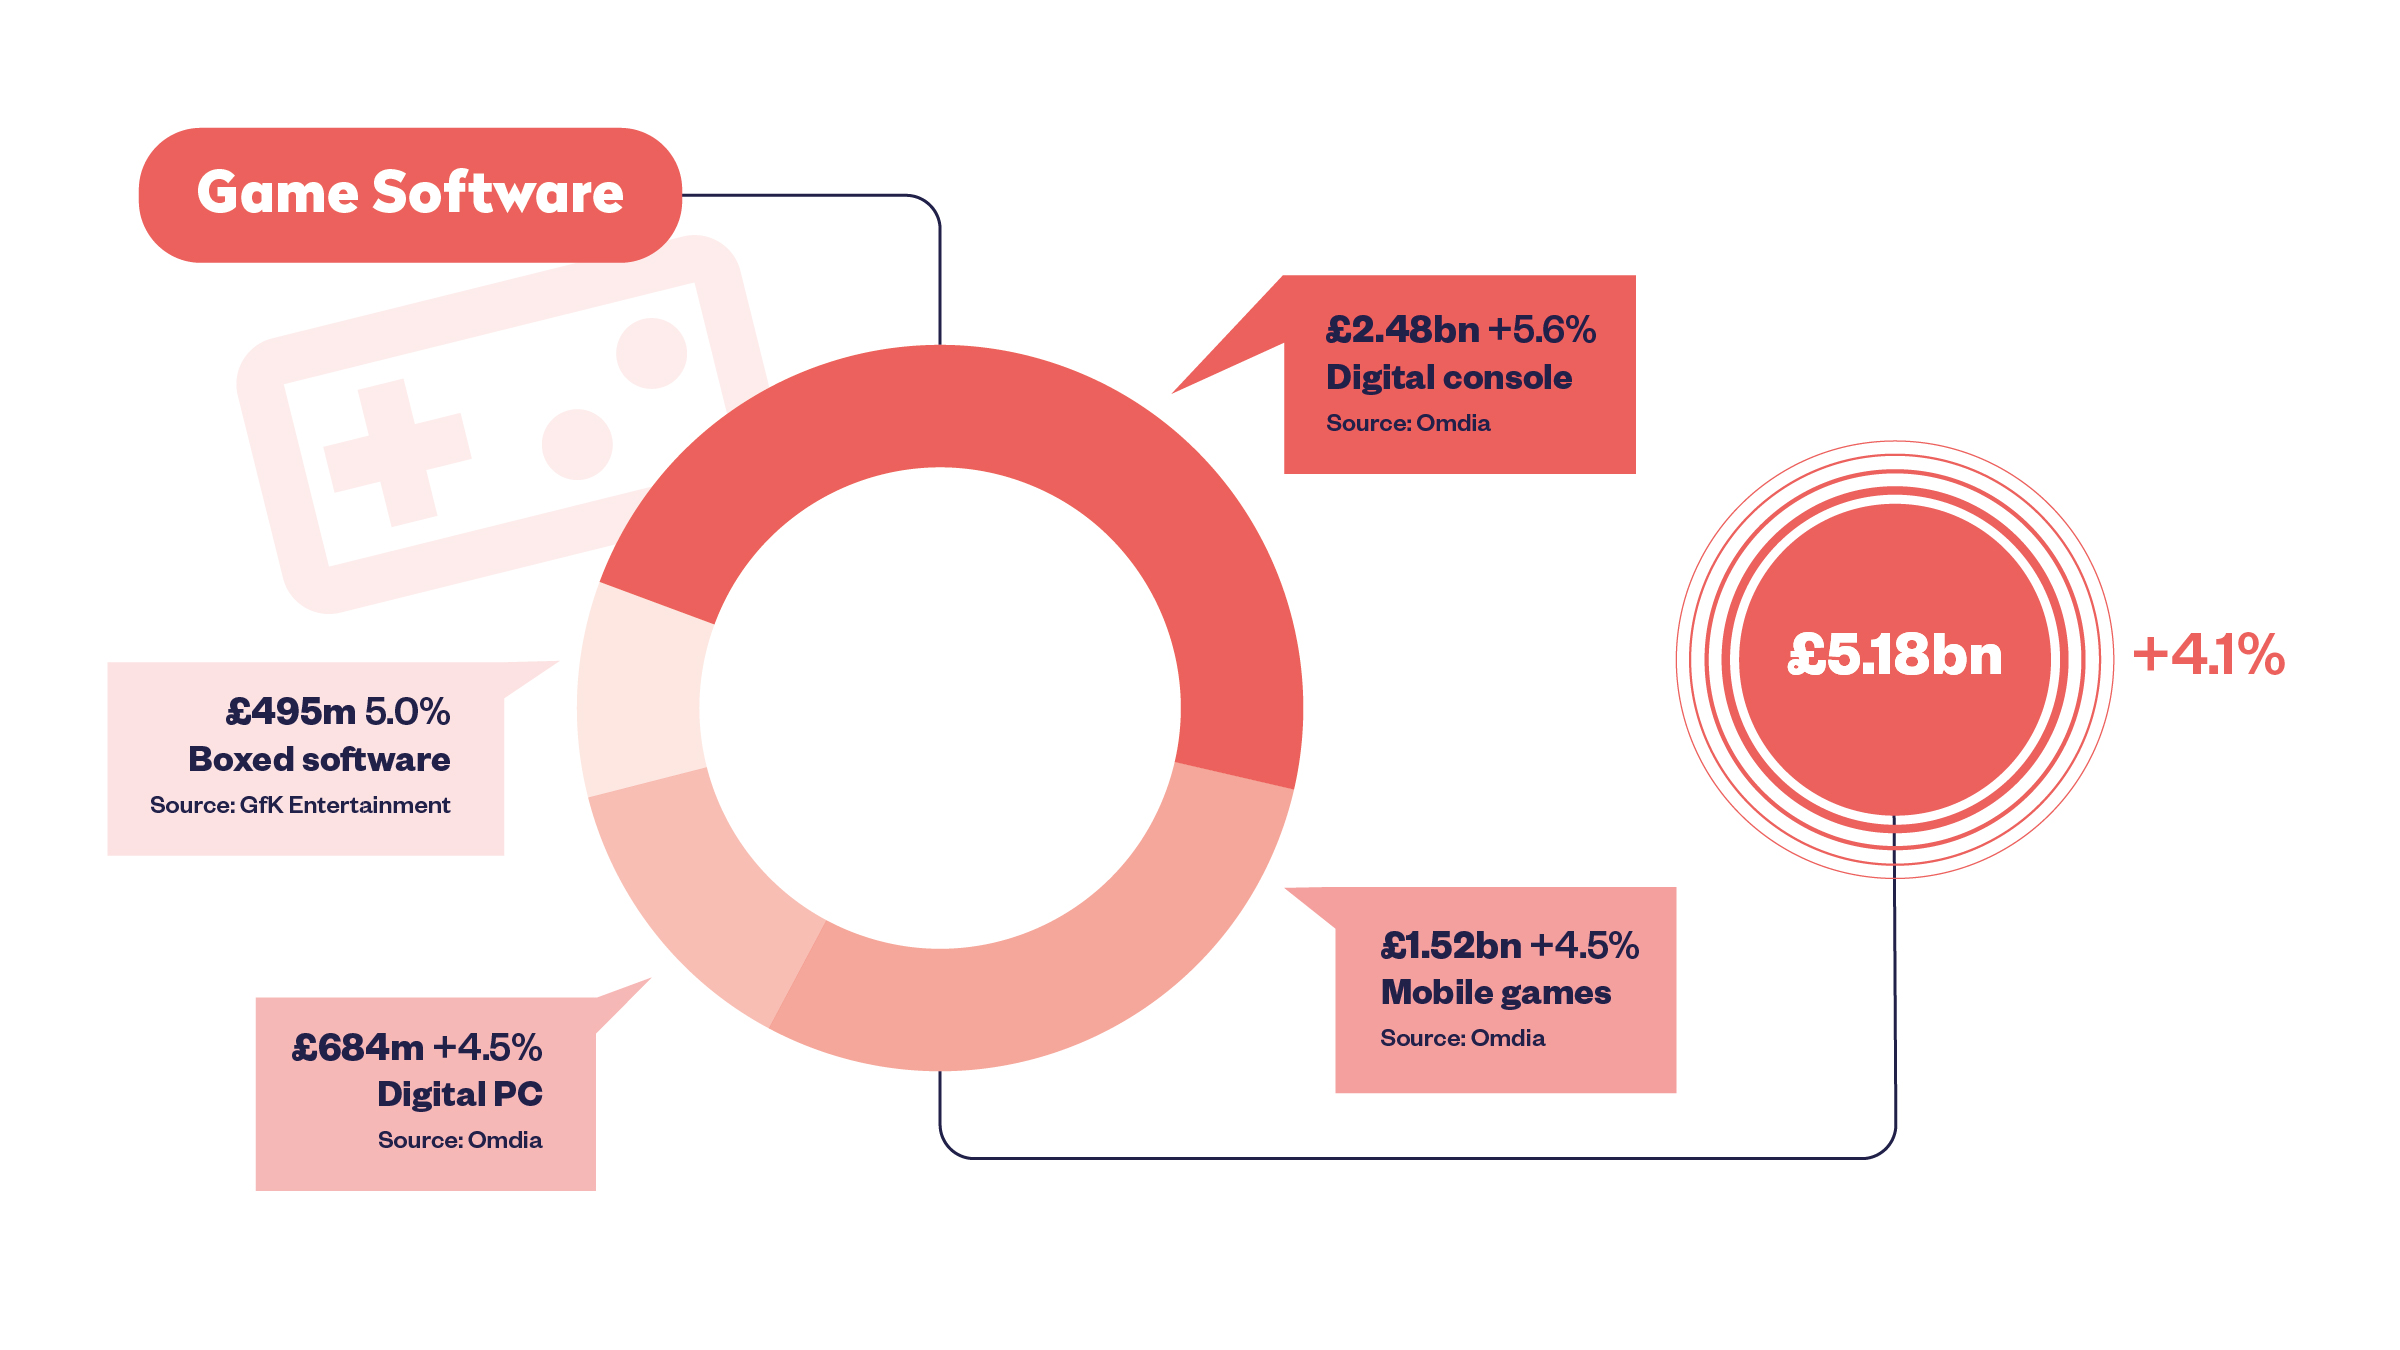 Game Software
£2.48bn +5.6%
Digital console
Source: Omdia
£5.18bn
+4.1%
£495m 5.0%
Boxed software
Source: GfK Entertainment
£1.52bn +4.5%
Mobile games
Source: Omdia
£684m +4.5%
Digital PC
Source: Omdia